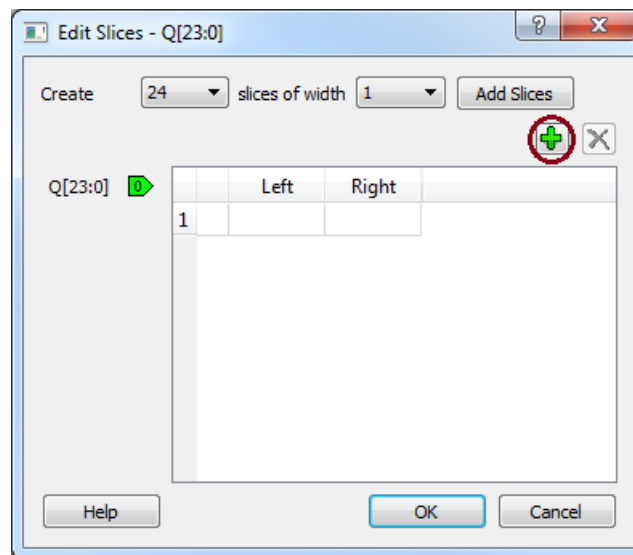 Edit Slices - Q[23:0]
Create 24 slices of width 1 Add Slices
Q[23:0] 0 Left Right
1
Help OK Cancel